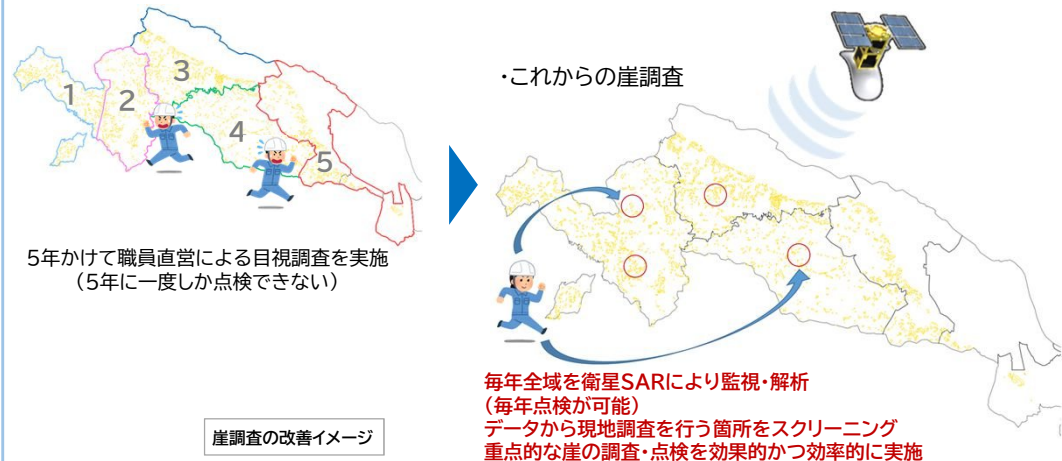 1
2
3
4
5
5年かけて職員直営による目視調査を実施
（5年に一度しか点検できない）
・これからの崖調査
毎年全域を衛星SARにより監視・解析
（毎年点検が可能）
データから現地調査を行う箇所をスクリーニング
重点的な崖の調査・点検を効果的かつ効率的に実施
崖調査の改善イメージ